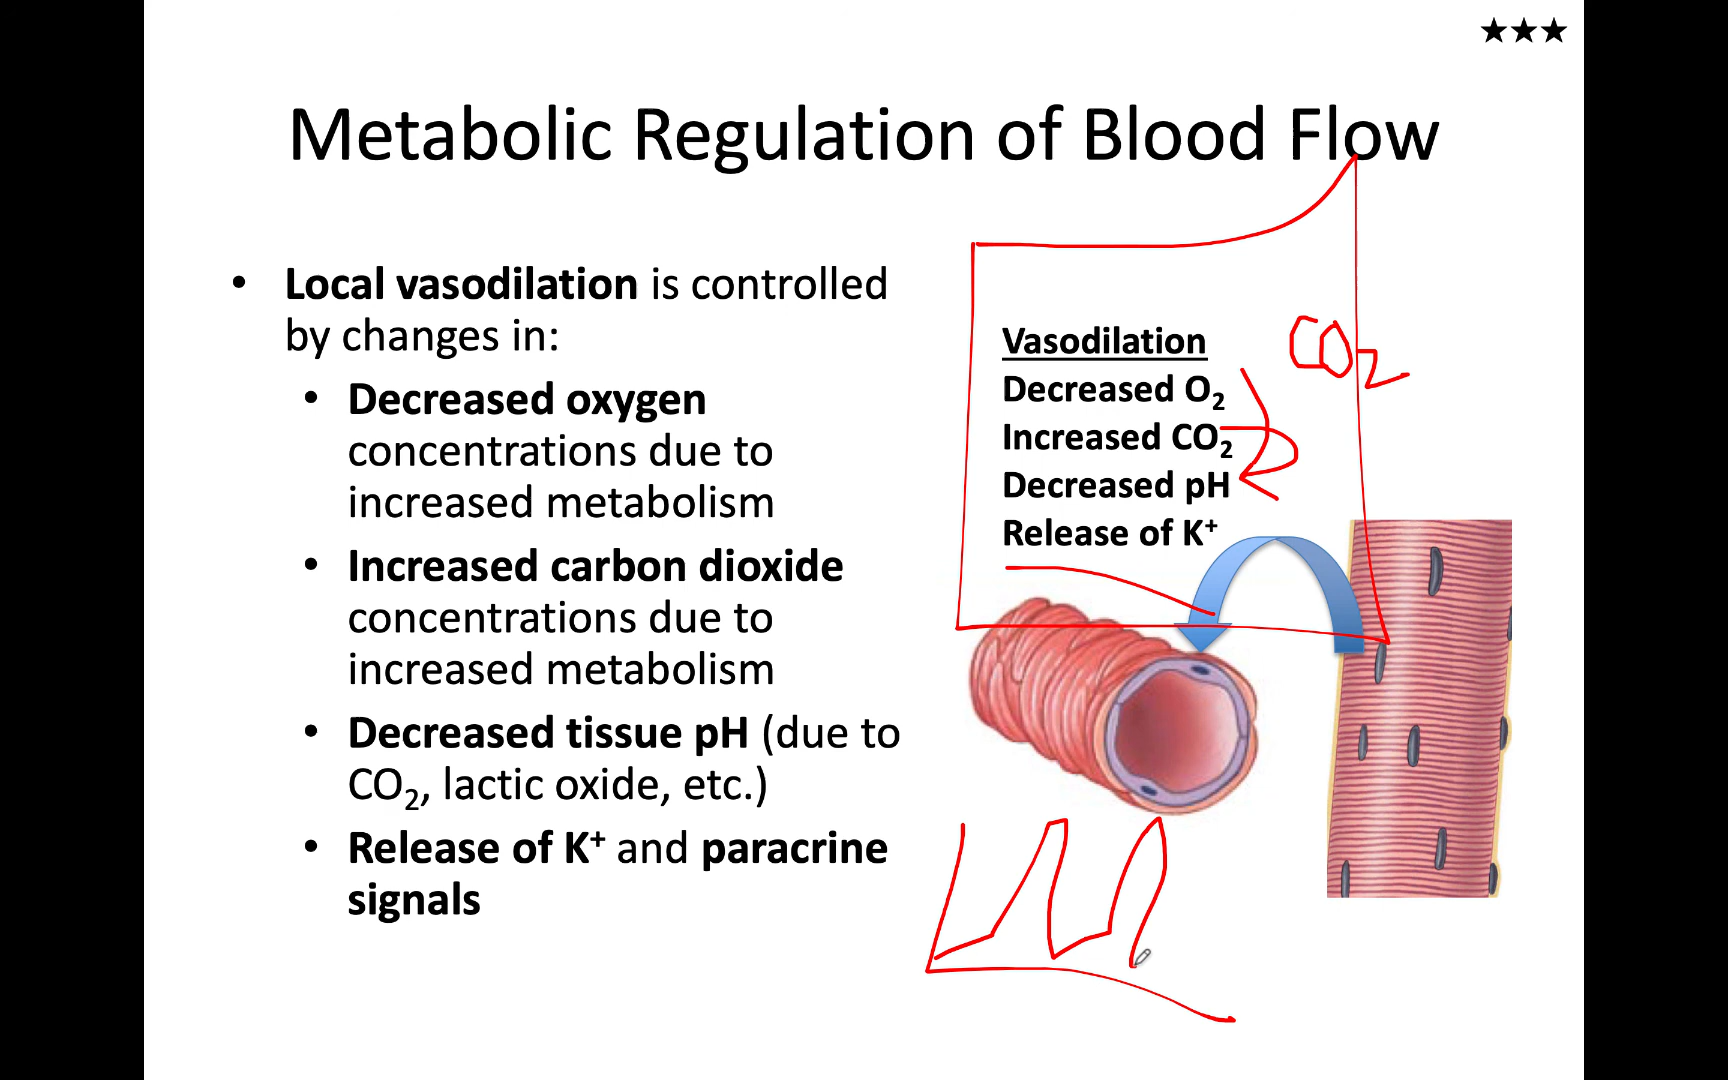 ★★★
Metabolic Regulation of Blood Flow
• Local vasodilation is controlled
by changes in:
• Decreased oxygen
concentrations due to
increased metabolism
• Increased carbon dioxide
concentrations due to
increased metabolism
• Decreased tissue pH (due to
CO₂, lactic oxide, etc.)
• Release of K⁺ and paracrine
signals
Vasodilation
Decreased O₂
Increased CO₂
Decreased pH
Release of K⁺
CO₂